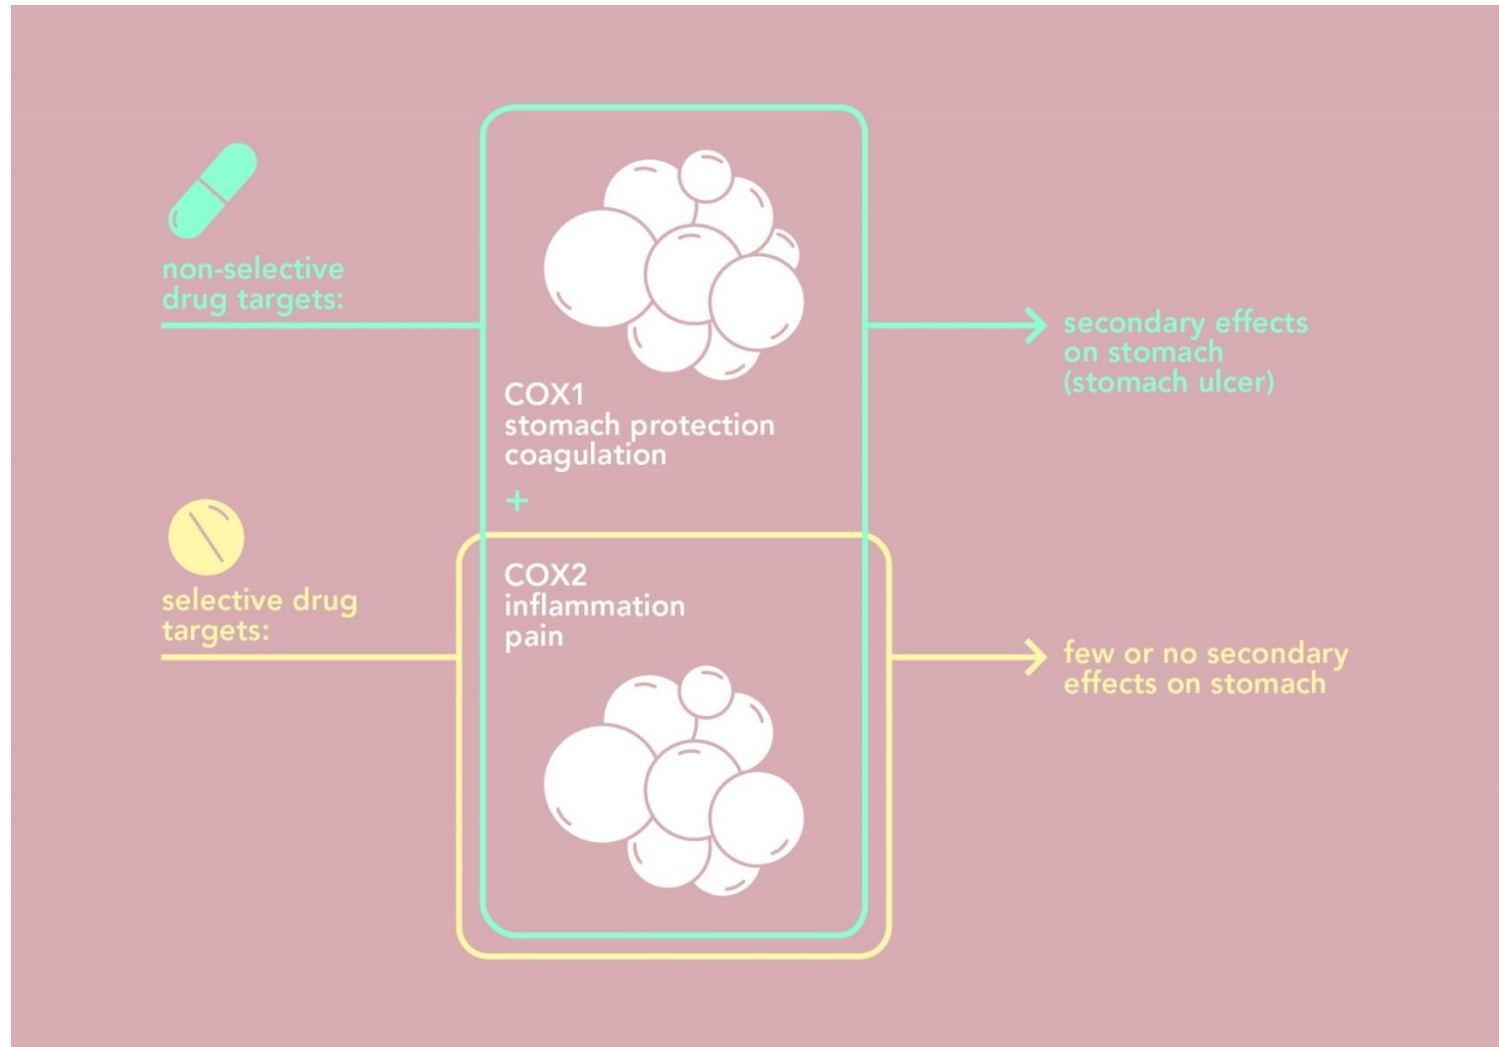 non-selective
drug targets:
COX1
stomach protection
coagulation
+
secondary effects
on stomach
(stomach ulcer)
selective drug
targets:
COX2
inflammation
pain
few or no secondary
effects on stomach